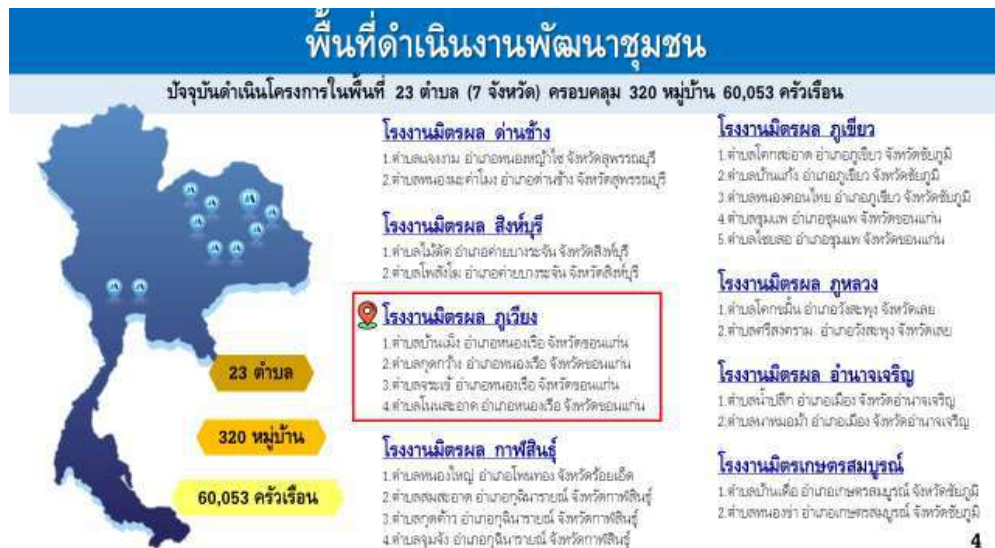 พื้นที่ดำเนินงานพัฒนาชุมชน
ปัจจุบันดำเนินโครงการในพื้นที่ 23 ตำบล (7 จังหวัด) ครอบคลุม 320 หมู่บ้าน 60,053 ครัวเรือน
23 ตำบล
320 หมู่บ้าน
60,053 ครัวเรือน
โรงงานมิตรผล ด่านช้าง
1.ตำบลแจงงาม อำเภอหนองหญ้าไซ จังหวัดสุพรรณบุรี
2.ตำบลหนองมะค่าโมง อำเภอด่านช้าง จังหวัดสุพรรณบุรี
โรงงานมิตรผล สิงห์บุรี
1.ตำบลไม้ดัด อำเภอค่ายบางระจัน จังหวัดสิงห์บุรี
2.ตำบลโพสังโฆ อำเภอค่ายบางระจัน จังหวัดสิงห์บุรี
โรงงานมิตรผล ภูเวียง
1.ตำบลบ้านเม็ง อำเภอหนองเรือ จังหวัดขอนแก่น
2.ตำบลกุดกว้าง อำเภอหนองเรือ จังหวัดขอนแก่น
3.ตำบลจระเข้ อำเภอหนองเรือ จังหวัดขอนแก่น
4.ตำบลโนนสะอาด อำเภอหนองเรือ จังหวัดขอนแก่น
โรงงานมิตรผล กาฬสินธุ์
1.ตำบลหนองใหญ่ อำเภอโพนทอง จังหวัดร้อยเอ็ด
2.ตำบลสมสะอาด อำเภอกุฉินารายณ์ จังหวัดกาฬสินธุ์
3.ตำบลกุดค้าว อำเภอกุฉินารายณ์ จังหวัดกาฬสินธุ์
4.ตำบลจุมจัง อำเภอกุฉินารายณ์ จังหวัดกาฬสินธุ์
โรงงานมิตรผล ภูเขียว
1.ตำบลโคกสะอาด อำเภอภูเขียว จังหวัดชัยภูมิ
2.ตำบลบ้านแก้ง อำเภอภูเขียว จังหวัดชัยภูมิ
3.ตำบลหนองคอนไทย อำเภอภูเขียว จังหวัดชัยภูมิ
4.ตำบลชุมแพ อำเภอชุมแพ จังหวัดขอนแก่น
5.ตำบลไชยสอ อำเภอชุมแพ จังหวัดขอนแก่น
โรงงานมิตรผล ภูหลวง
1.ตำบลโคกขมิ้น อำเภอวังสะพุง จังหวัดเลย
2.ตำบลศรีสงคราม อำเภอวังสะพุง จังหวัดเลย
โรงงานมิตรผล อำนาจเจริญ
1.ตำบลน้ำปลีก อำเภอเมือง จังหวัดอำนาจเจริญ
2.ตำบลนาหมอม้า อำเภอเมือง จังหวัดอำนาจเจริญ
โรงงานมิตรเกษตรสมบูรณ์
1.ตำบลบ้านเดื่อ อำเภอเกษตรสมบูรณ์ จังหวัดชัยภูมิ
2.ตำบลหนองข่า อำเภอเกษตรสมบูรณ์ จังหวัดชัยภูมิ
4